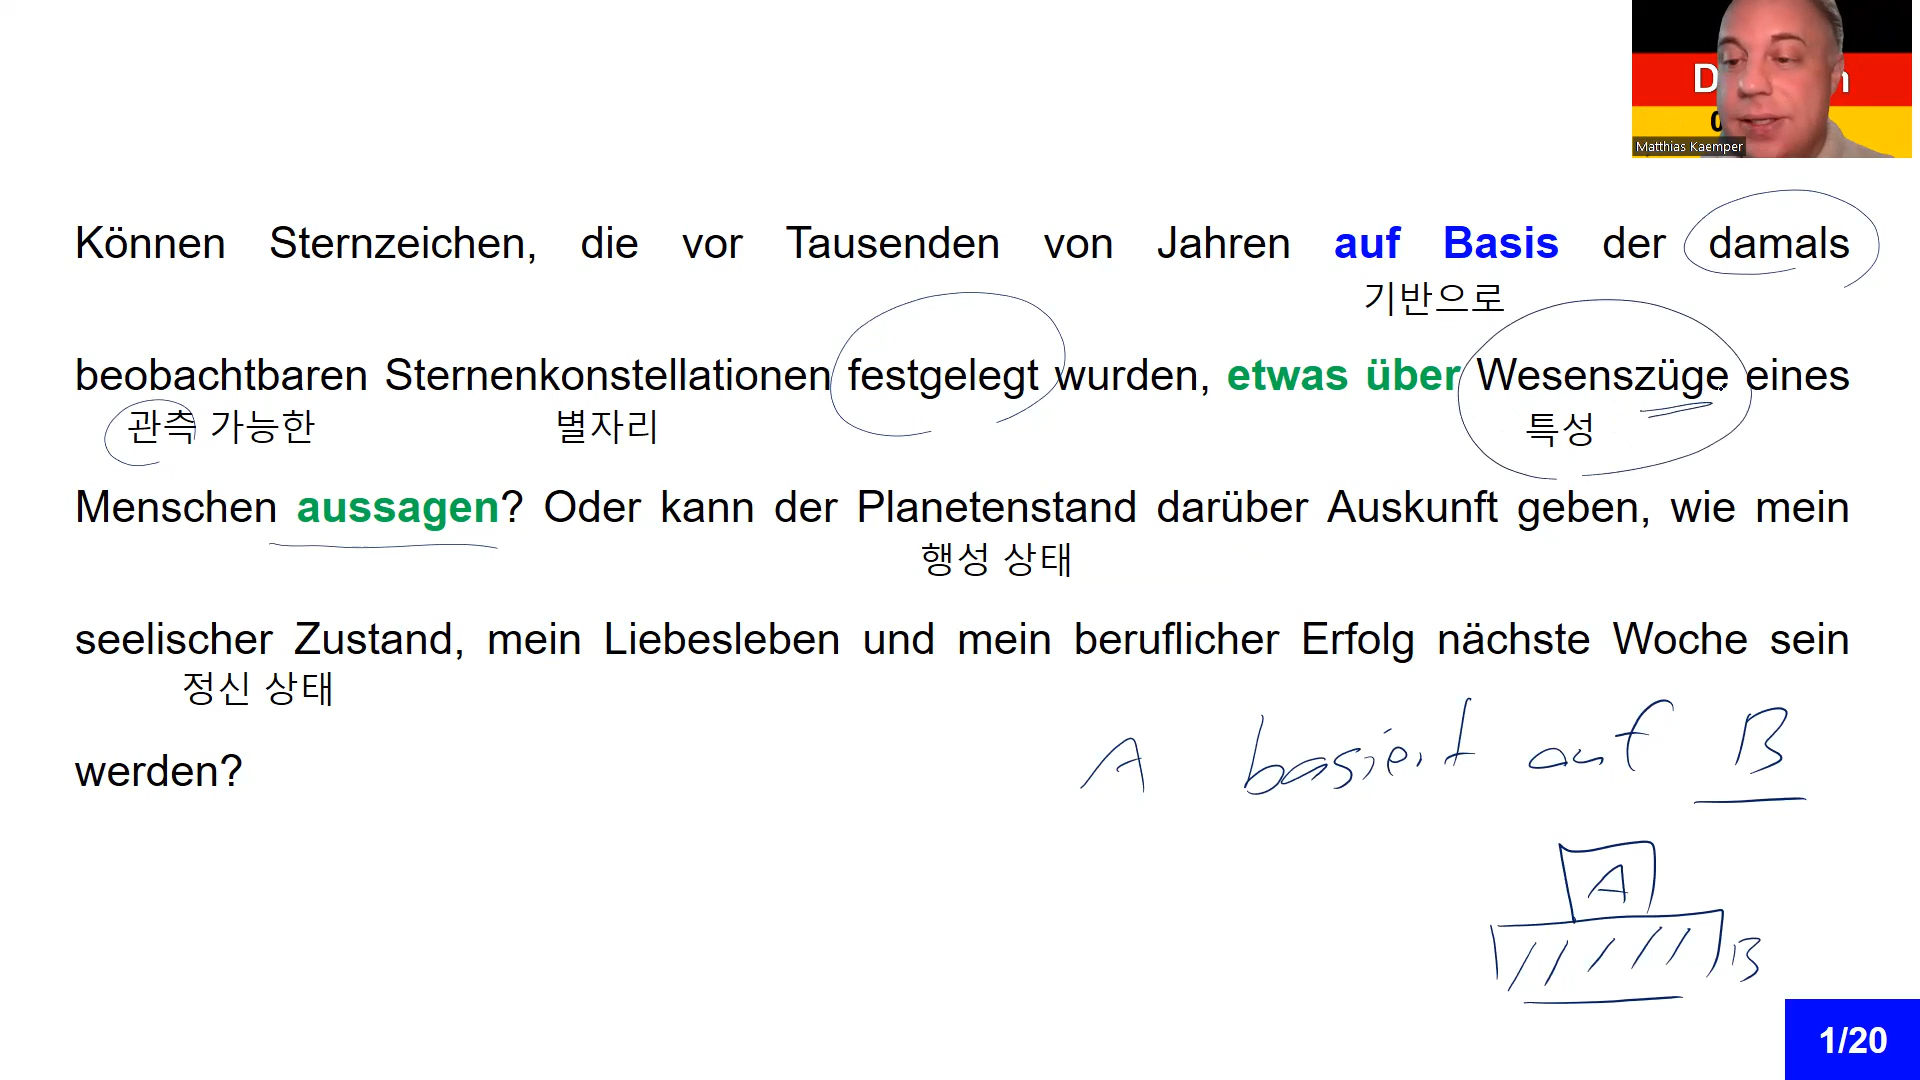 Matthias Kaemper
Können Sternzeichen, die vor Tausenden von Jahren auf Basis der damals
기반으로
beobachtbaren Sternenkonstellationen festgelegt wurden, etwas über Wesenszüge eines
관측 가능한 별자리 특성
Menschen aussagen? Oder kann der Planetenstand darüber Auskunft geben, wie mein
행성 상태
seelischer Zustand, mein Liebesleben und mein beruflicher Erfolg nächste Woche sein
정신 상태
werden?
A basiert auf B
A
B
1/20